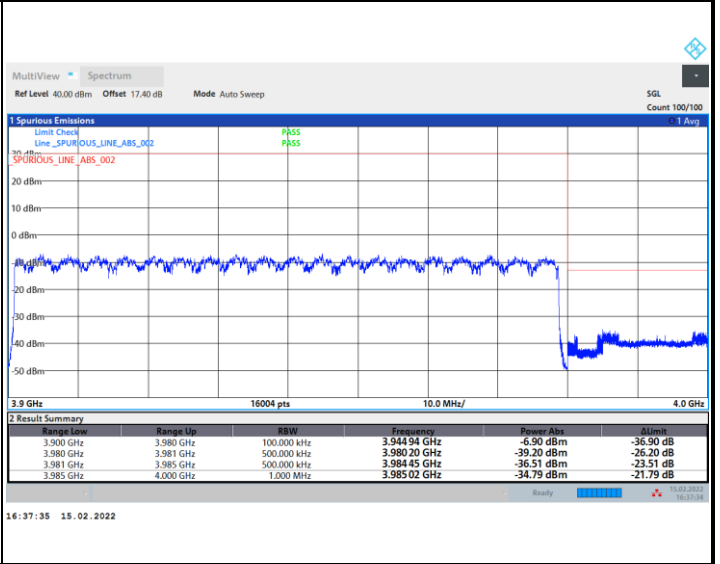 MultiView Spectrum
Ref Level 40.00 dBm Offset 17.40 dB Mode Auto Sweep SGL
Count 100/100
1 Spurious Emissions 1 Avg
Limit Check PASS
Line _SPURIOUS_LINE_ABS_002 PASS
30 dBm
_SPURIOUS_LINE_ABS_002
20 dBm
10 dBm
0 dBm
-10 dBm
-20 dBm
-30 dBm
-40 dBm
-50 dBm
3.9 GHz 16004 pts 10.0 MHz/ 4.0 GHz
2 Result Summary
Range Low Range Up RBW Frequency Power Abs ΔLimit
3.900 GHz 3.980 GHz 100.000 kHz 3.94494 GHz -6.90 dBm -36.90 dB
3.980 GHz 3.981 GHz 500.000 kHz 3.98020 GHz -39.20 dBm -26.20 dB
3.981 GHz 3.985 GHz 500.000 kHz 3.98445 GHz -36.51 dBm -23.51 dB
3.985 GHz 4.000 GHz 1.000 MHz 3.98502 GHz -34.79 dBm -21.79 dB
Ready 15.02.2022
16:37:34
16:37:35 15.02.2022